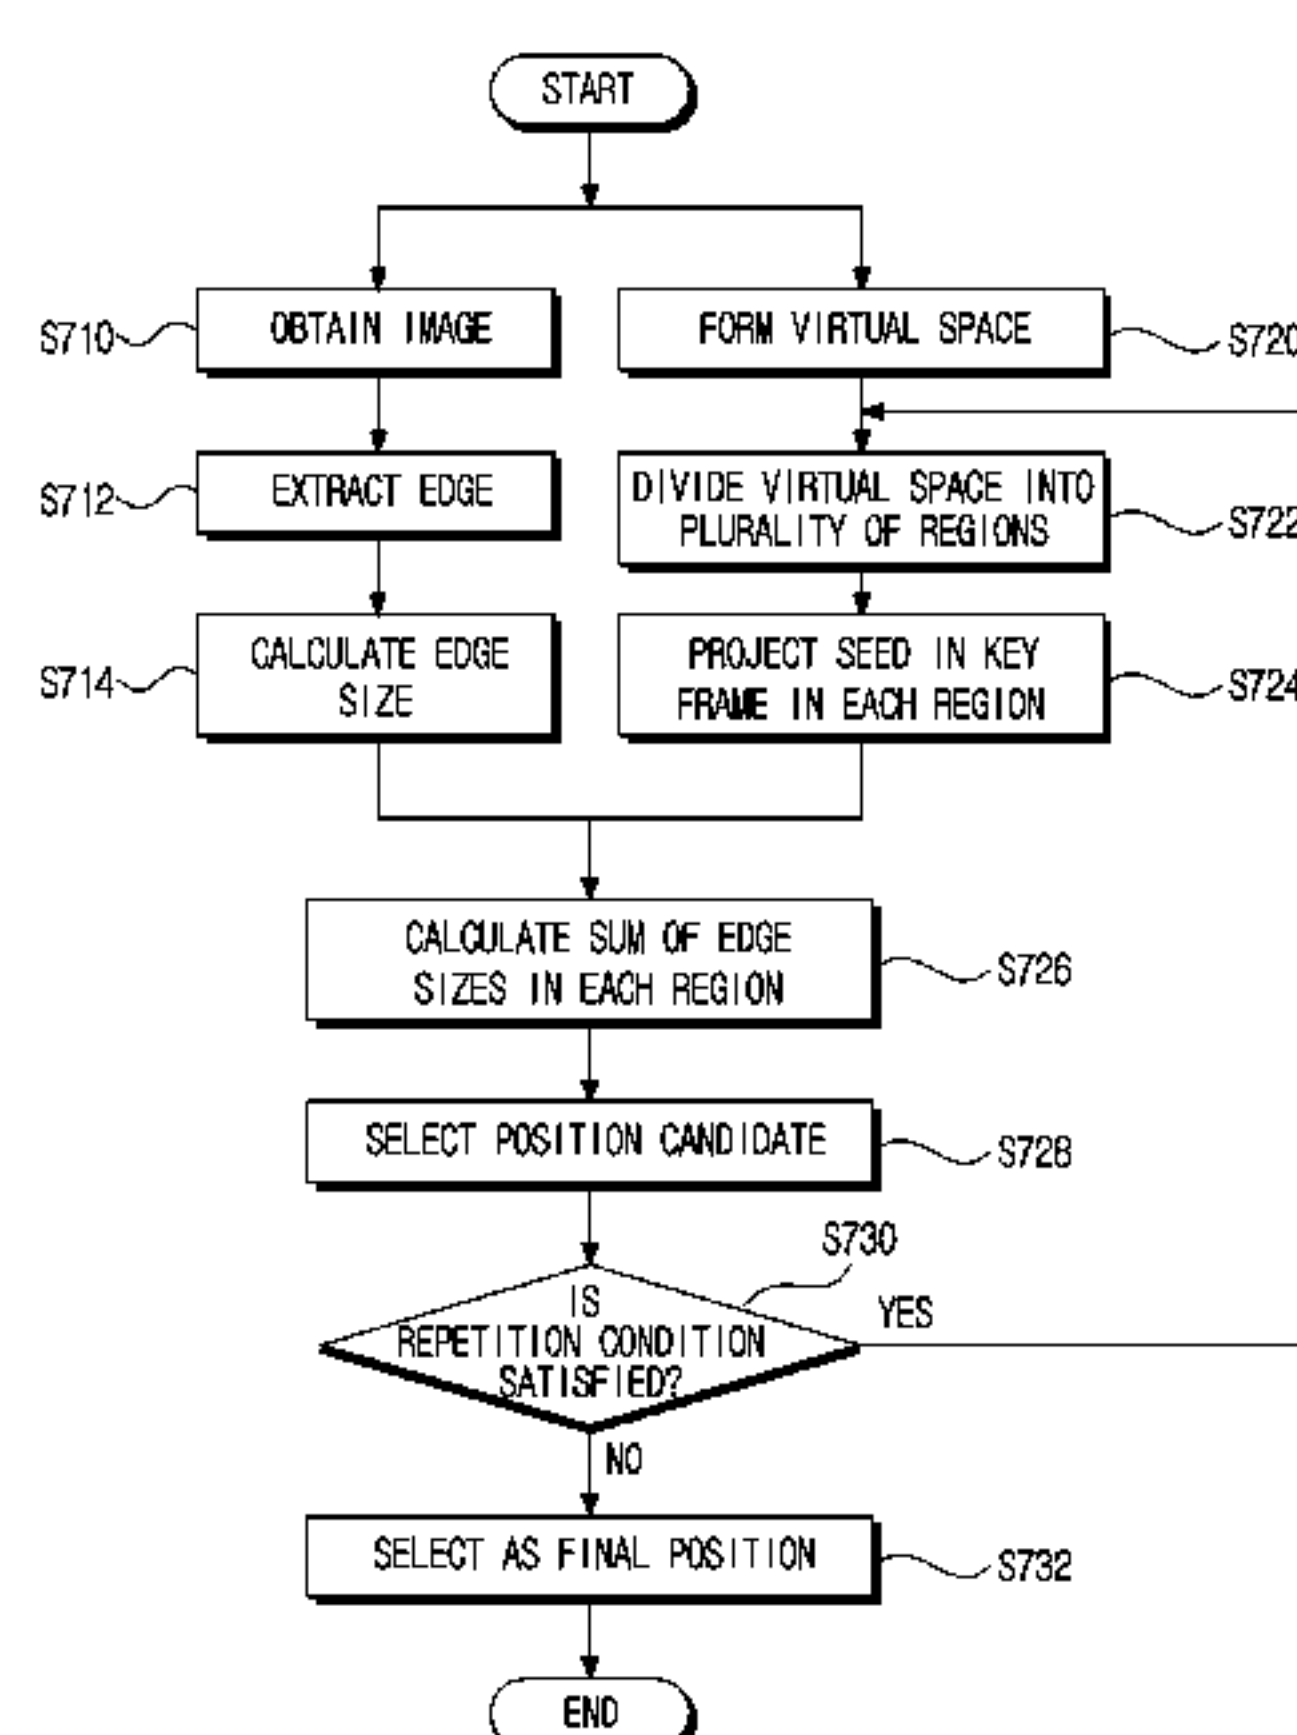 START
S710
OBTAIN IMAGE
FORM VIRTUAL SPACE
S720
S712
EXTRACT EDGE
DIVIDE VIRTUAL SPACE INTO
PLURALITY OF REGIONS
S722
S714
CALCULATE EDGE
SIZE
PROJECT SEED IN KEY
FRAME IN EACH REGION
S724
CALCULATE SUM OF EDGE
SIZES IN EACH REGION
S726
SELECT POSITION CANDIDATE
S728
S730
IS
REPETITION CONDITION
SATISFIED?
YES
NO
SELECT AS FINAL POSITION
S732
END